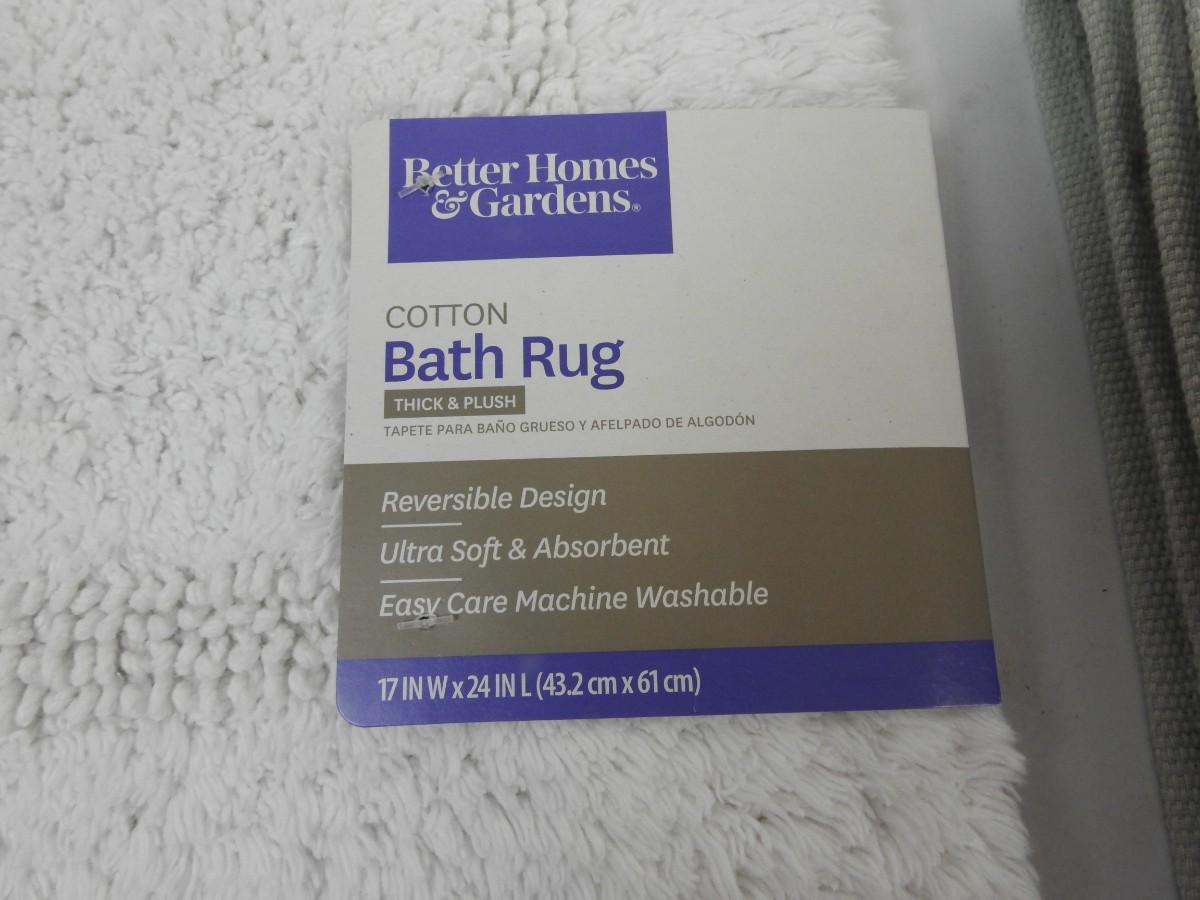 Better Homes
& Gardens®
COTTON
Bath Rug
THICK & PLUSH
TAPETE PARA BAÑO GRUESO Y AFELPADO DE ALGODÓN
Reversible Design
Ultra Soft & Absorbent
Easy Care Machine Washable
17 IN W x 24 IN L (43.2 cm x 61 cm)